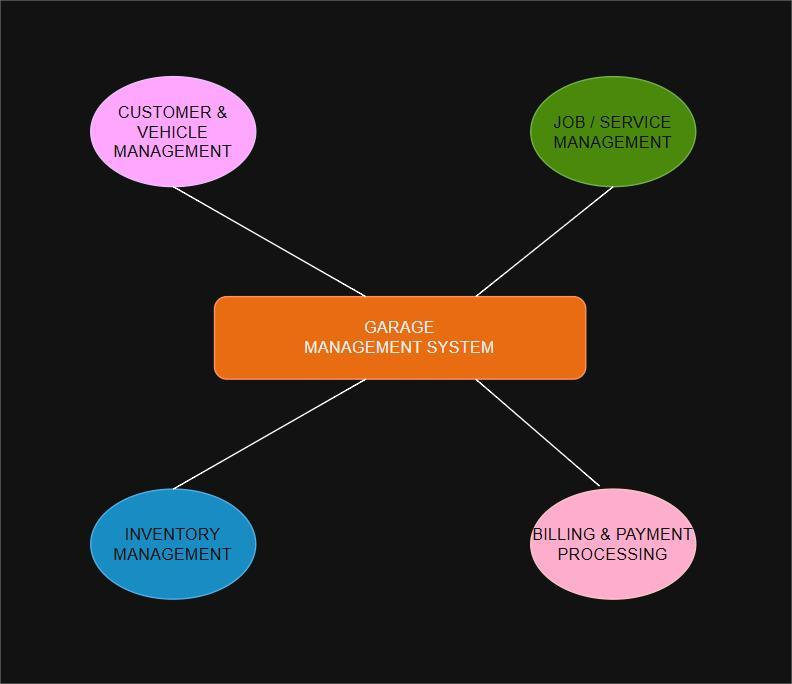 CUSTOMER &
VEHICLE
MANAGEMENT
JOB / SERVICE
MANAGEMENT
GARAGE
MANAGEMENT SYSTEM
INVENTORY
MANAGEMENT
BILLING & PAYMENT
PROCESSING